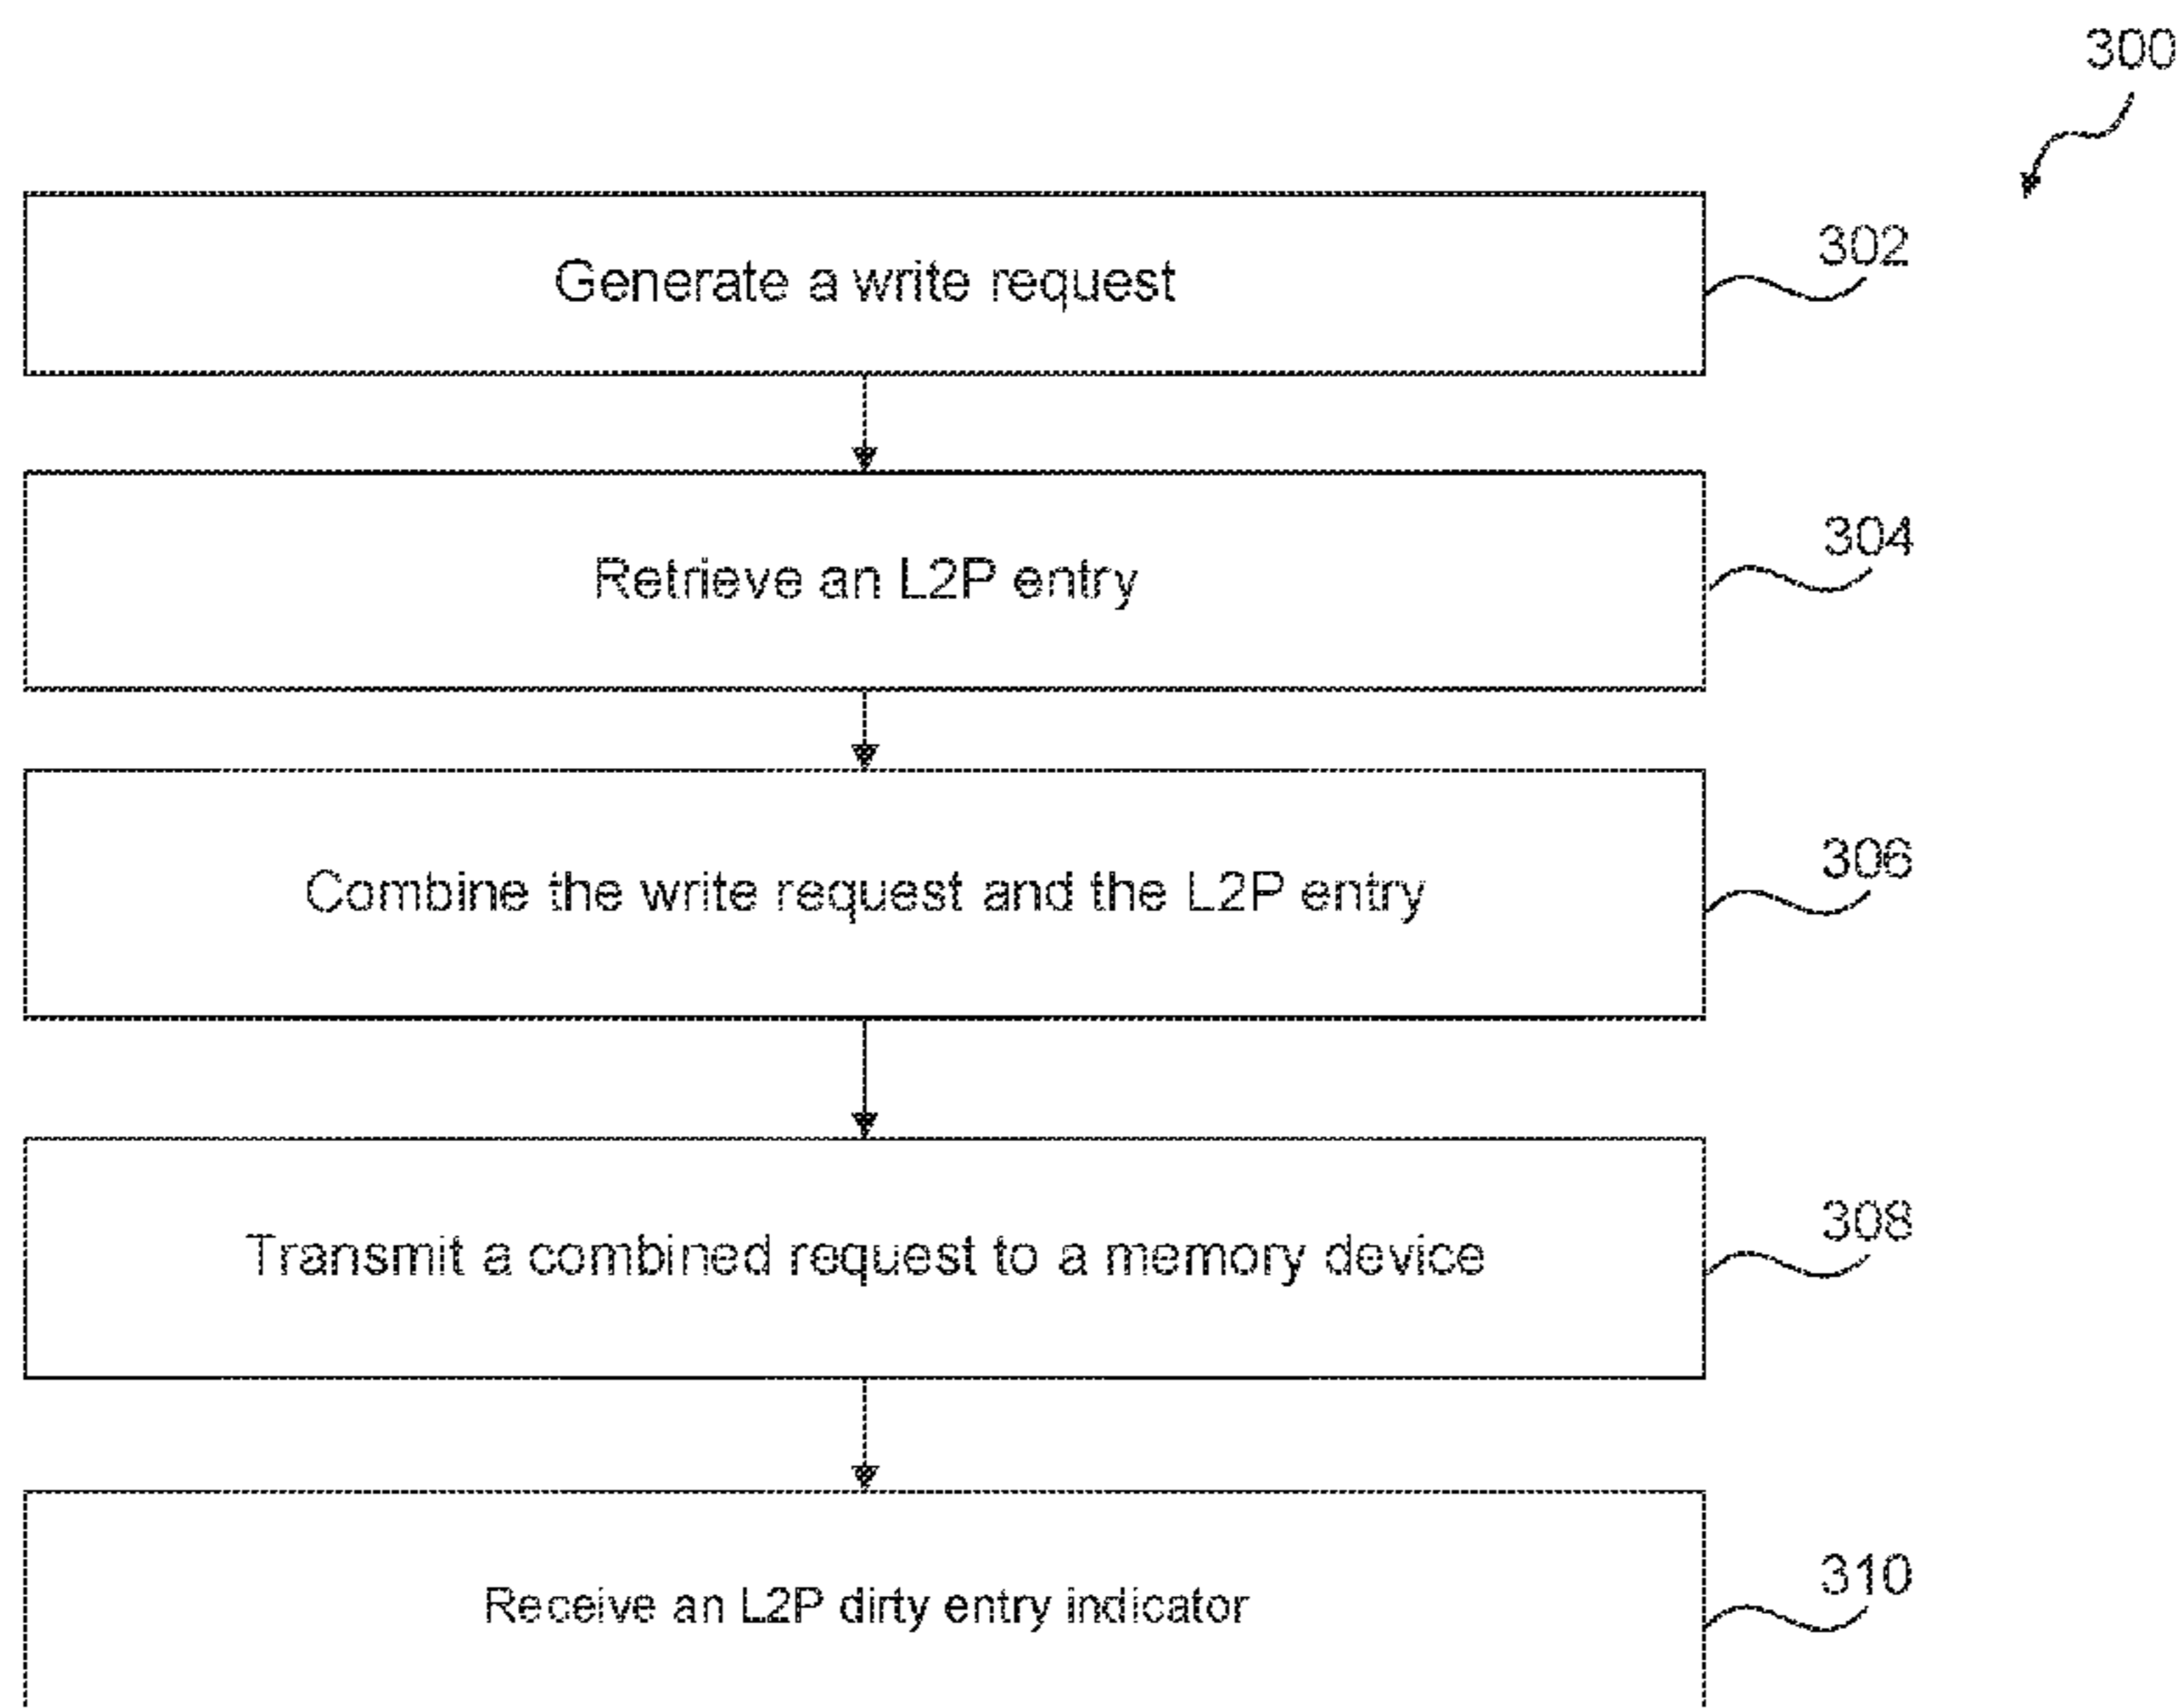 300
Generate a write request
302
Retrieve an L2P entry
304
Combine the write request and the L2P entry
306
Transmit a combined request to a memory device
308
Receive an L2P dirty entry indicator
310